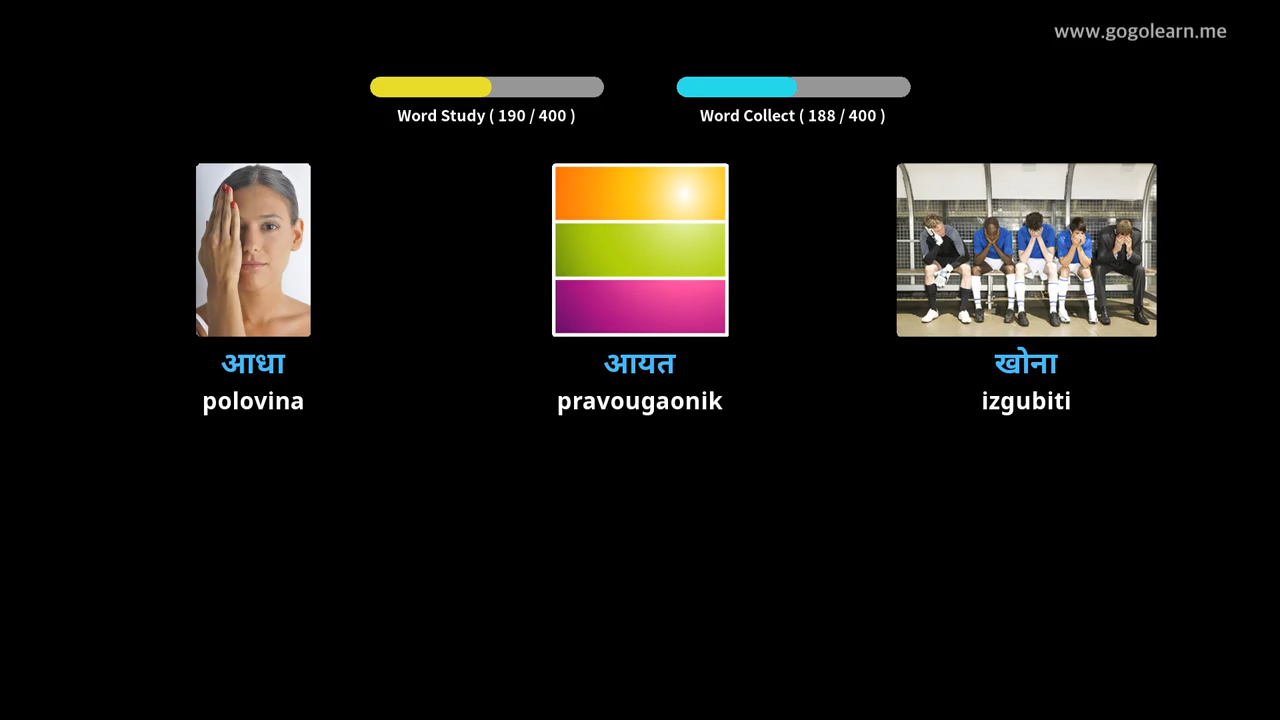 www.gogolearn.me
Word Study ( 190 / 400 )
Word Collect ( 188 / 400 )
आधा
polovina
आयत
pravougaonik
खोना
izgubiti